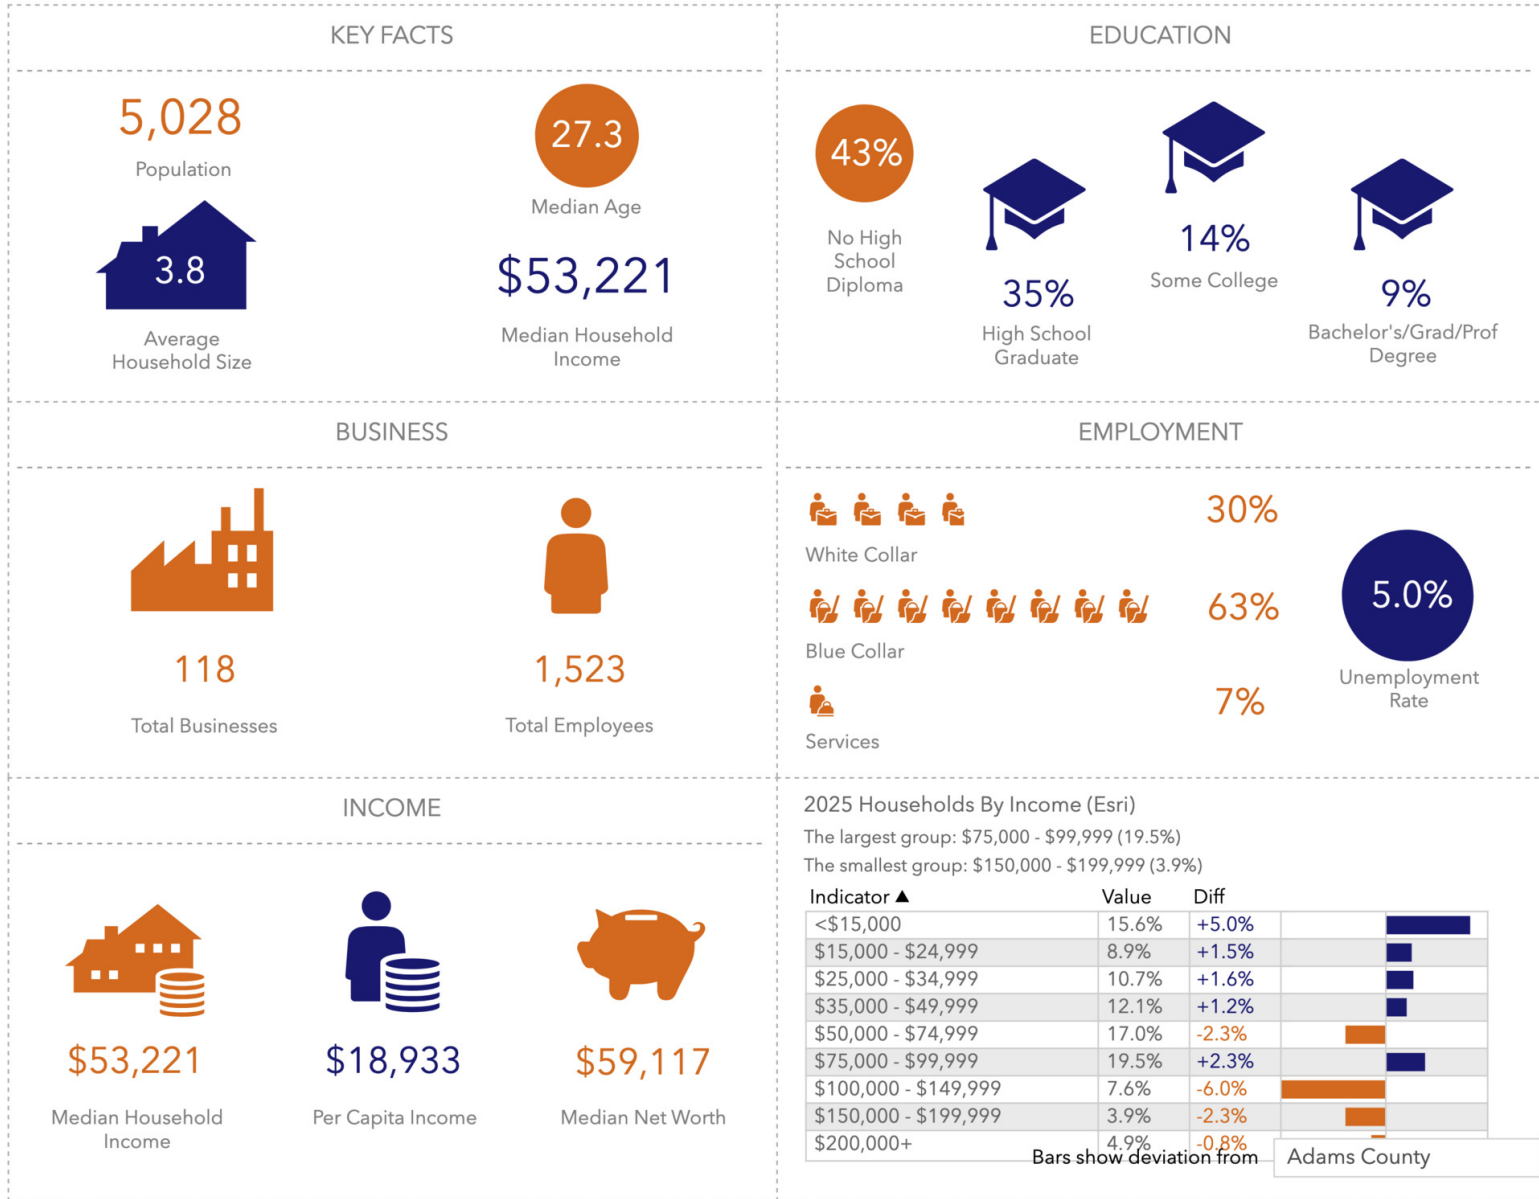 KEY FACTS
5,028
Population
27.3
Median Age
3.8
Average
Household Size
$53,221
Median Household
Income
EDUCATION
43%
No High
School
Diploma
35%
High School
Graduate
14%
Some College
9%
Bachelor's/Grad/Prof
Degree
BUSINESS
118
Total Businesses
1,523
Total Employees
EMPLOYMENT
30%
White Collar
63%
Blue Collar
7%
Services
5.0%
Unemployment
Rate
INCOME
$53,221
Median Household
Income
$18,933
Per Capita Income
$59,117
Median Net Worth
2025 Households By Income (Esri)
The largest group: $75,000 - $99,999 (19.5%)
The smallest group: $150,000 - $199,999 (3.9%)
Indicator ▲ Value Diff
<$15,000 15.6% +5.0%
$15,000 - $24,999 8.9% +1.5%
$25,000 - $34,999 10.7% +1.6%
$35,000 - $49,999 12.1% +1.2%
$50,000 - $74,999 17.0% -2.3%
$75,000 - $99,999 19.5% +2.3%
$100,000 - $149,999 7.6% -6.0%
$150,000 - $199,999 3.9% -2.3%
$200,000+ 4.9% -0.8%
Bars show deviation from Adams County